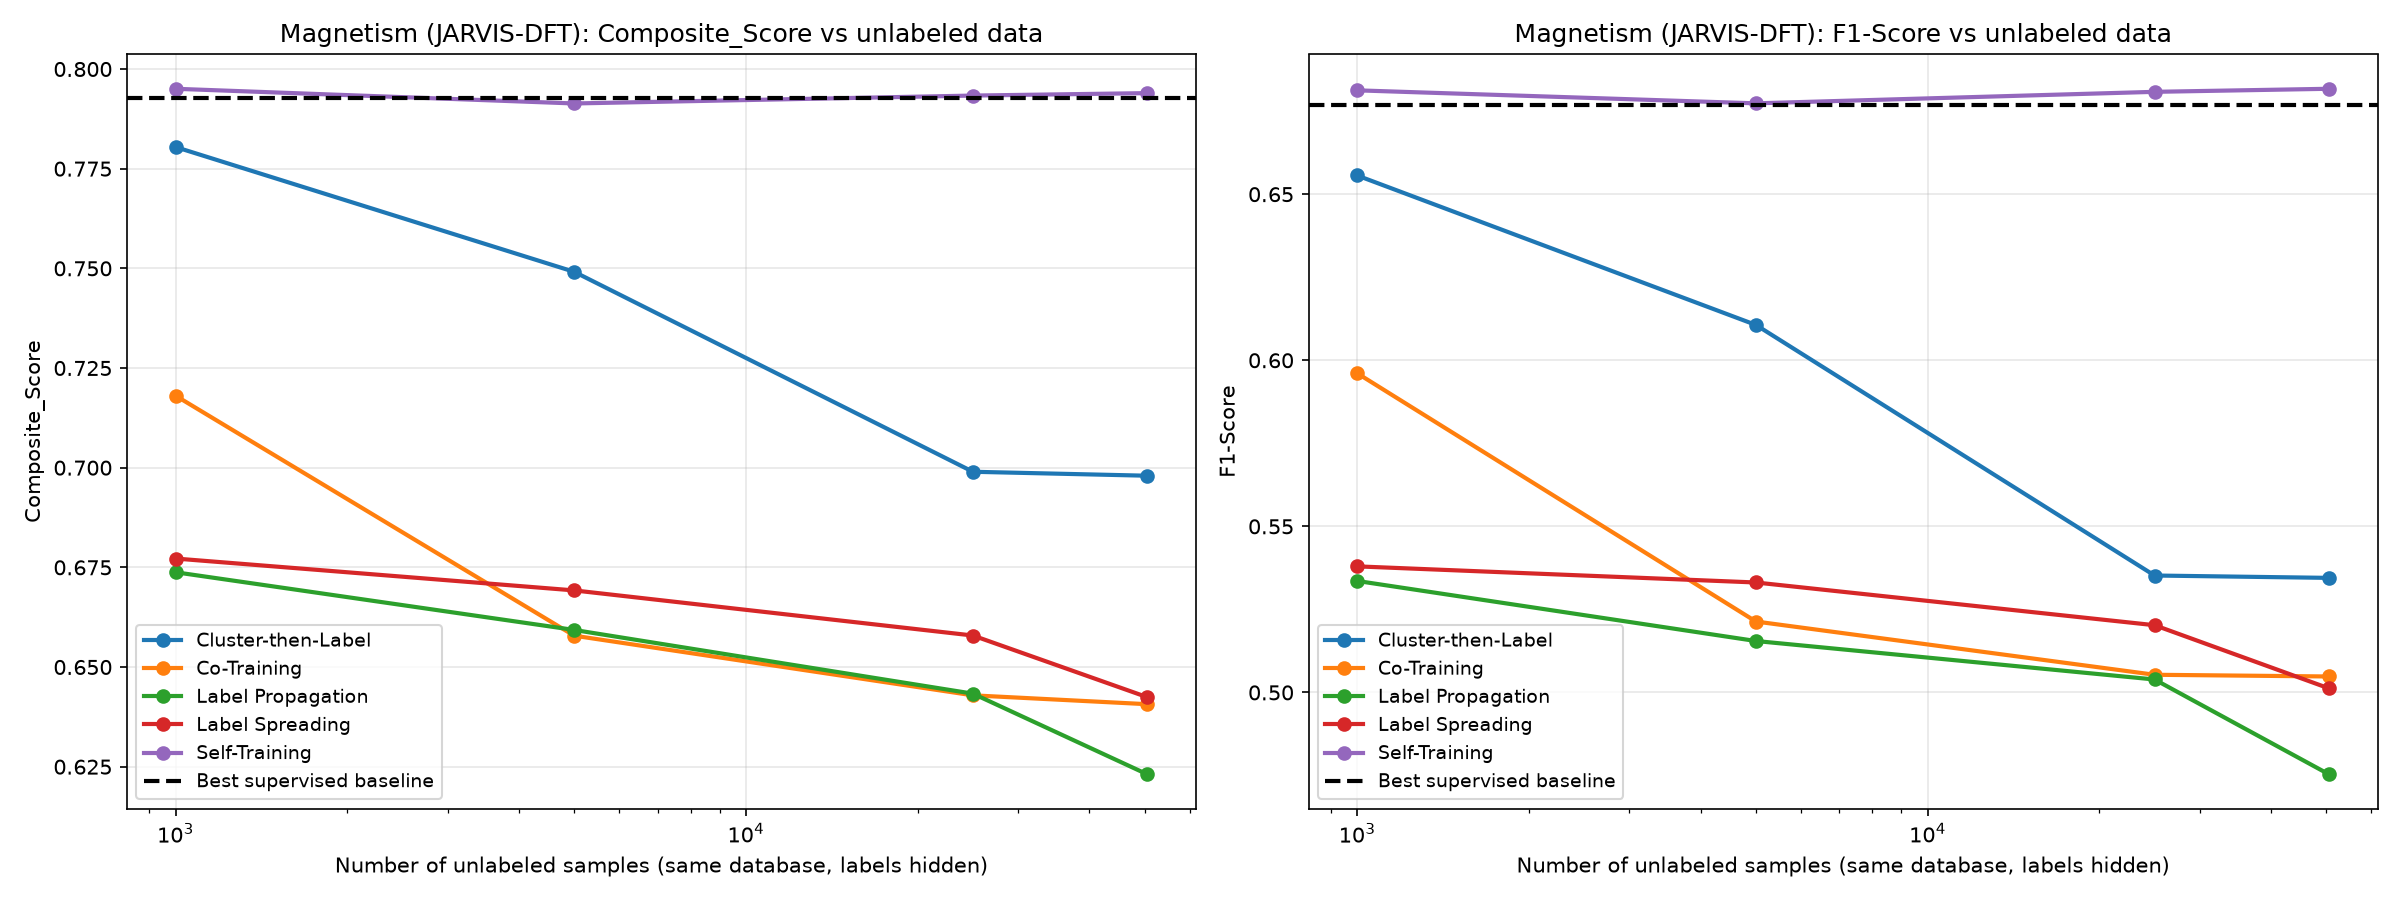 Magnetism (JARVIS-DFT): Composite_Score vs unlabeled data
0.800
0.775
0.750
0.725
0.700
0.675
0.650
0.625
Composite_Score
Cluster-then-Label
Co-Training
Label Propagation
Label Spreading
Self-Training
Best supervised baseline
10³
10⁴
Number of unlabeled samples (same database, labels hidden)
Magnetism (JARVIS-DFT): F1-Score vs unlabeled data
0.65
0.60
0.55
0.50
F1-Score
Cluster-then-Label
Co-Training
Label Propagation
Label Spreading
Self-Training
Best supervised baseline
10³
10⁴
Number of unlabeled samples (same database, labels hidden)